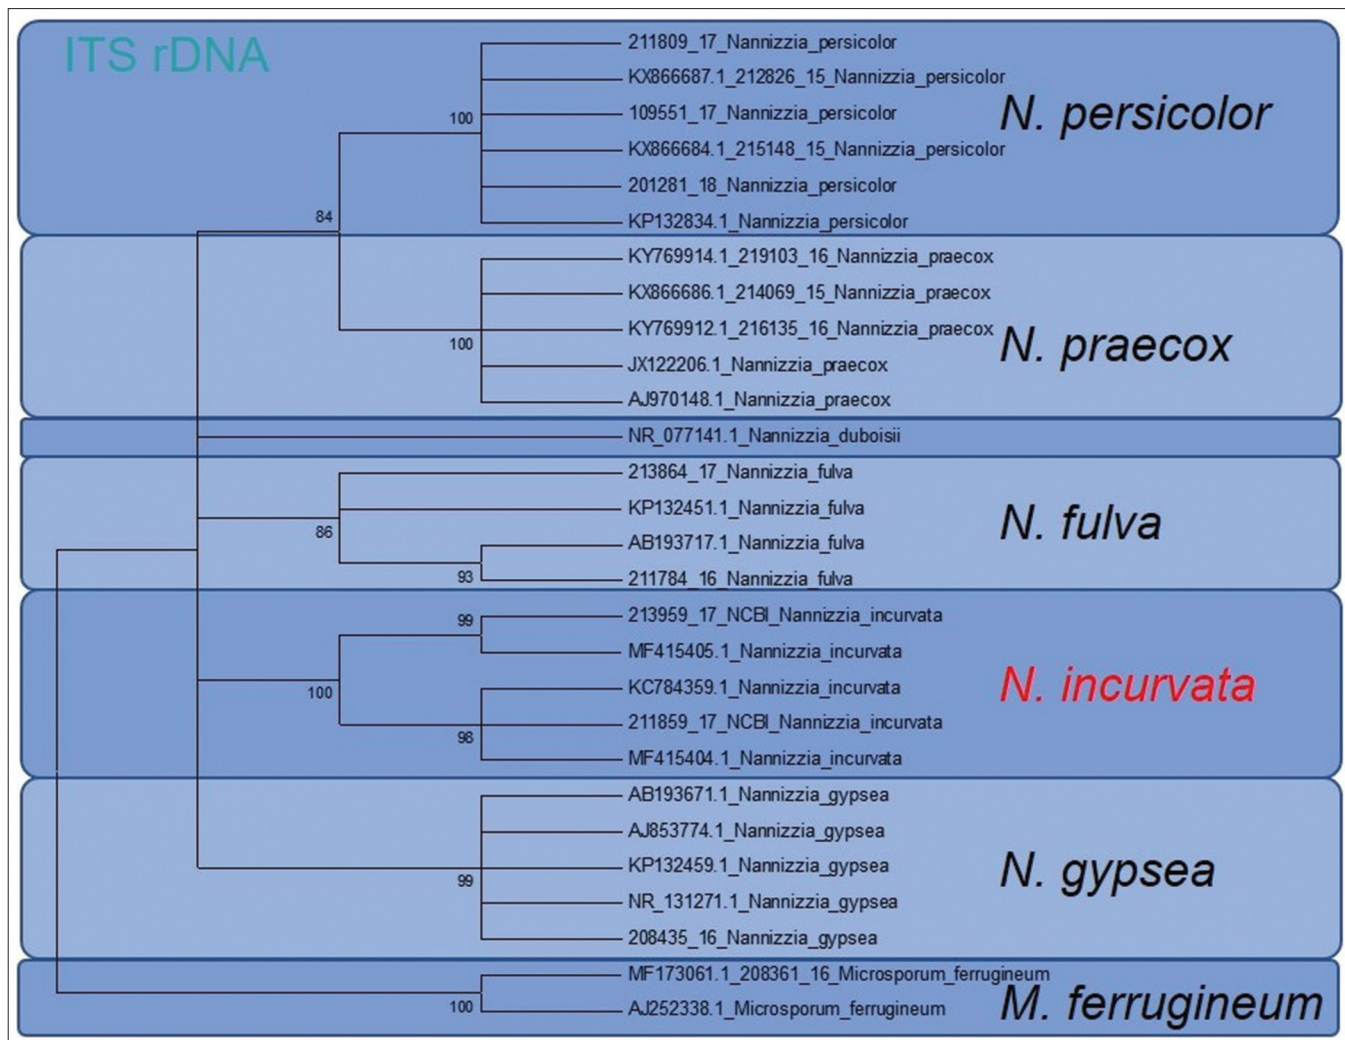 ITS rDNA
211809_17_Nannizzia_persicolor
KX866687.1_212826_15_Nannizzia_persicolor
109551_17_Nannizzia_persicolor
KX866684.1_215148_15_Nannizzia_persicolor
201281_18_Nannizzia_persicolor
KP132834.1_Nannizzia_persicolor
N. persicolor
100
84
KY769914.1_219103_16_Nannizzia_praecox
KX866686.1_214069_15_Nannizzia_praecox
KY769912.1_216135_16_Nannizzia_praecox
JX122206.1_Nannizzia_praecox
AJ970148.1_Nannizzia_praecox
N. praecox
100
NR_077141.1_Nannizzia_duboisii
213864_17_Nannizzia_fulva
KP132451.1_Nannizzia_fulva
AB193717.1_Nannizzia_fulva
211784_16_Nannizzia_fulva
N. fulva
86
93
213959_17_NCBI_Nannizzia_incurvata
MF415405.1_Nannizzia_incurvata
KC784359.1_Nannizzia_incurvata
211859_17_NCBI_Nannizzia_incurvata
MF415404.1_Nannizzia_incurvata
N. incurvata
99
100
98
AB193671.1_Nannizzia_gypsea
AJ853774.1_Nannizzia_gypsea
KP132459.1_Nannizzia_gypsea
NR_131271.1_Nannizzia_gypsea
208435_16_Nannizzia_gypsea
N. gypsea
99
MF173061.1_208361_16_Microsporum_ferrugineum
AJ252338.1_Microsporum_ferrugineum
M. ferrugineum
100